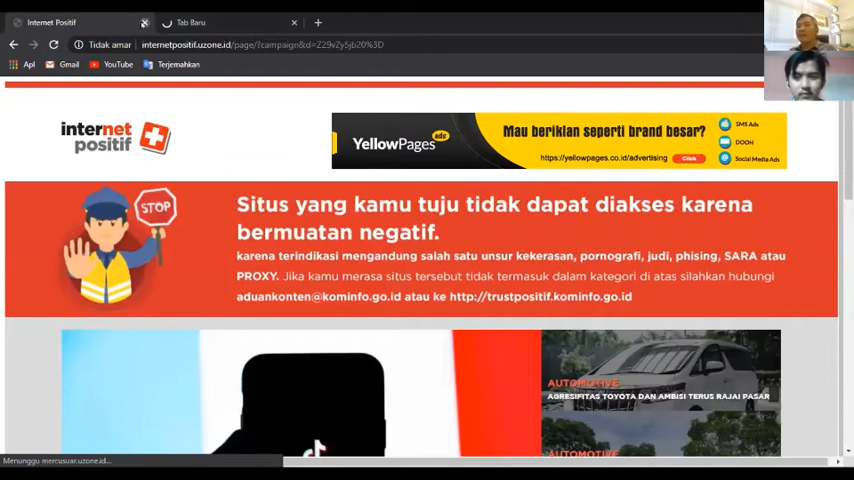 Internet Positif
Tab Baru
Tidak aman
internetpositif.uzone.id/page/?campaign&d=Z29vZy5jb20%3D
Apl
Gmail
YouTube
Terjemahkan
internet
positif
YellowPages ads
Mau beriklan seperti brand besar?
https://yellowpages.co.id/advertising
Click
SMS Ads
DOOH
Social Media Ads
STOP
Situs yang kamu tuju tidak dapat diakses karena
bermuatan negatif.
karena terindikasi mengandung salah satu unsur kekerasan, pornografi, judi, phising, SARA atau
PROXY. Jika kamu merasa situs tersebut tidak termasuk dalam kategori di atas silahkan hubungi
aduankonten@kominfo.go.id atau ke http://trustpositif.kominfo.go.id
AUTOMOTIVE
AGRESIFITAS TOYOTA DAN AMBISI TERUS RAJAI PASAR
AUTOMOTIVE
Menunggu mercusuar.uzone.id...